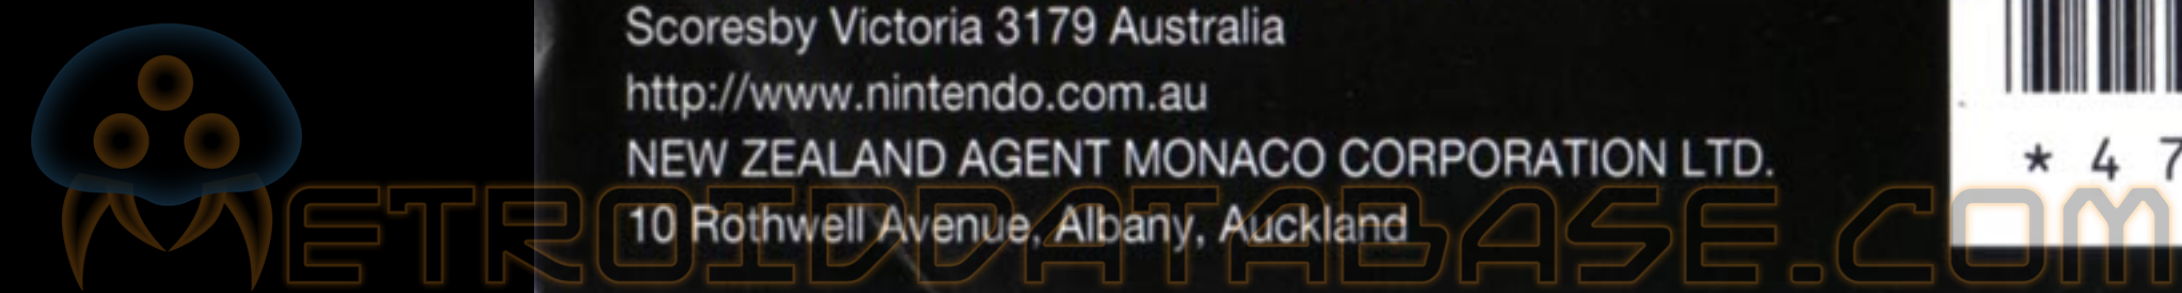 Scoresby Victoria 3179 Australia
http://www.nintendo.com.au
NEW ZEALAND AGENT MONACO CORPORATION LTD.
10 Rothwell Avenue, Albany, Auckland
* 4 7
METROIDDATABASE.COM